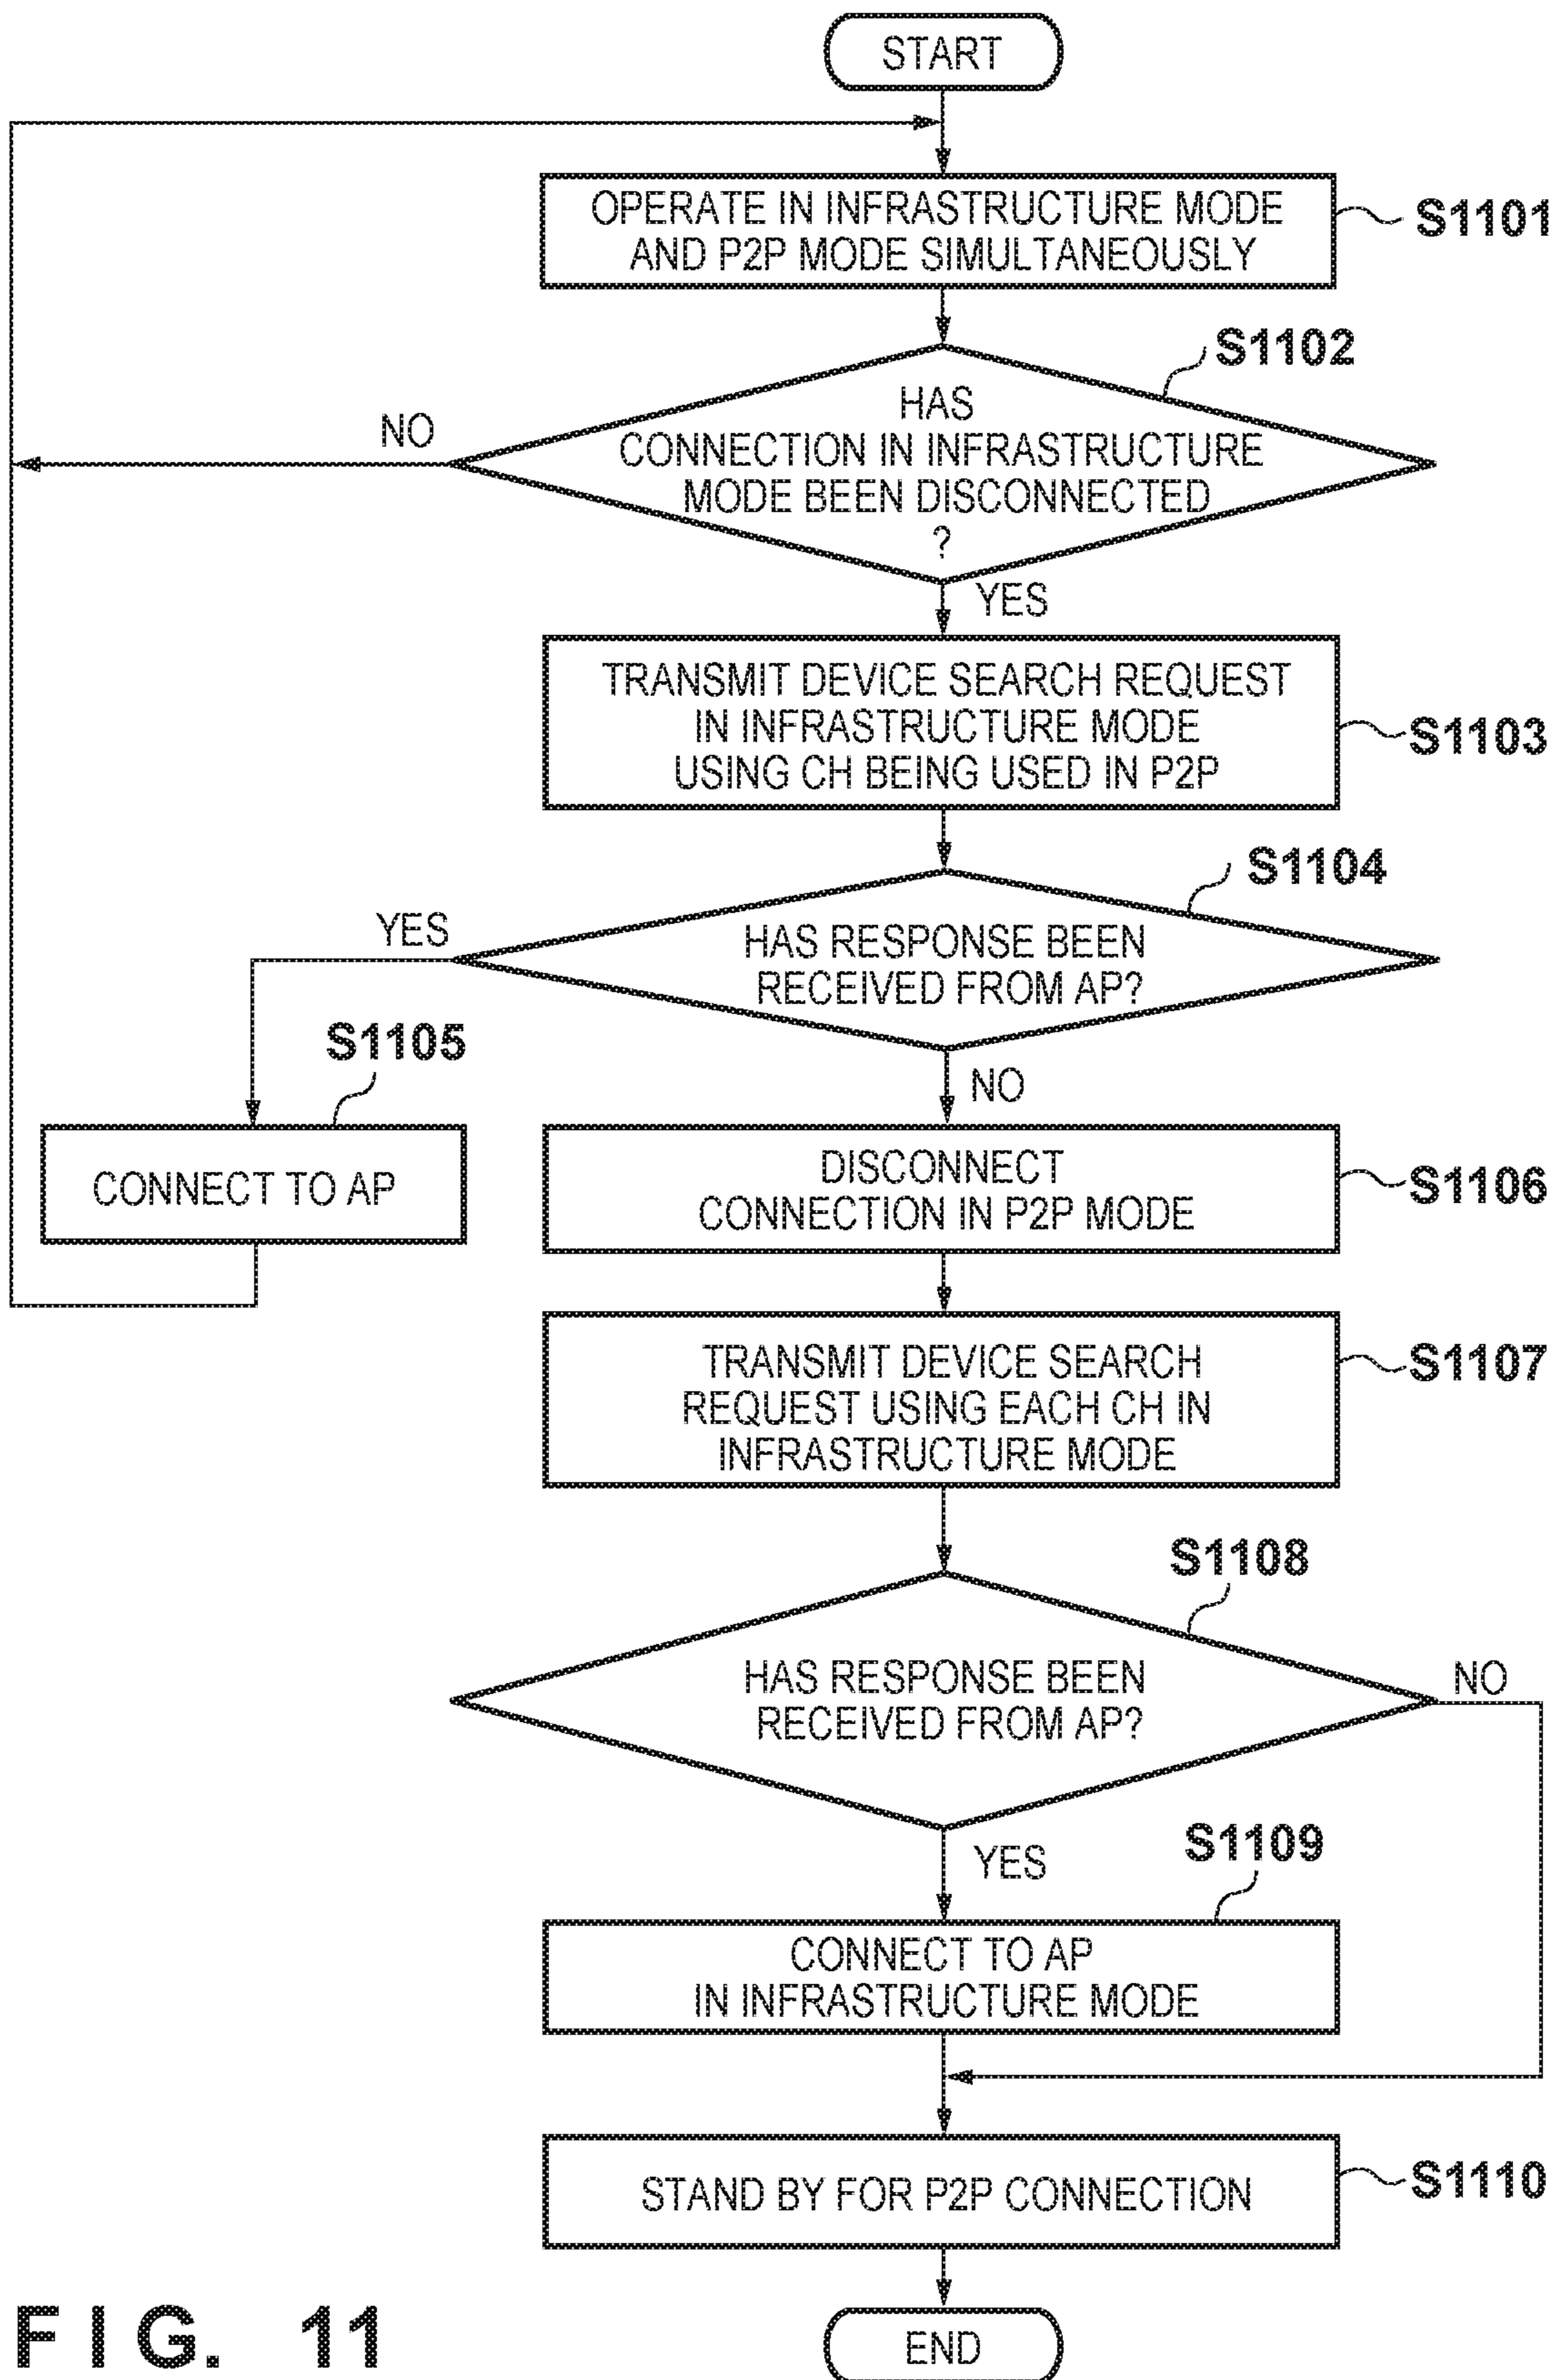 START
OPERATE IN INFRASTRUCTURE MODE
AND P2P MODE SIMULTANEOUSLY
S1101
S1102
HAS
CONNECTION IN INFRASTRUCTURE
MODE BEEN DISCONNECTED
?
NO
YES
TRANSMIT DEVICE SEARCH REQUEST
IN INFRASTRUCTURE MODE
USING CH BEING USED IN P2P
S1103
S1104
HAS RESPONSE BEEN
RECEIVED FROM AP?
YES
NO
S1105
CONNECT TO AP
DISCONNECT
CONNECTION IN P2P MODE
S1106
TRANSMIT DEVICE SEARCH
REQUEST USING EACH CH IN
INFRASTRUCTURE MODE
S1107
S1108
HAS RESPONSE BEEN
RECEIVED FROM AP?
NO
YES
S1109
CONNECT TO AP
IN INFRASTRUCTURE MODE
STAND BY FOR P2P CONNECTION
S1110
END
FIG. 11